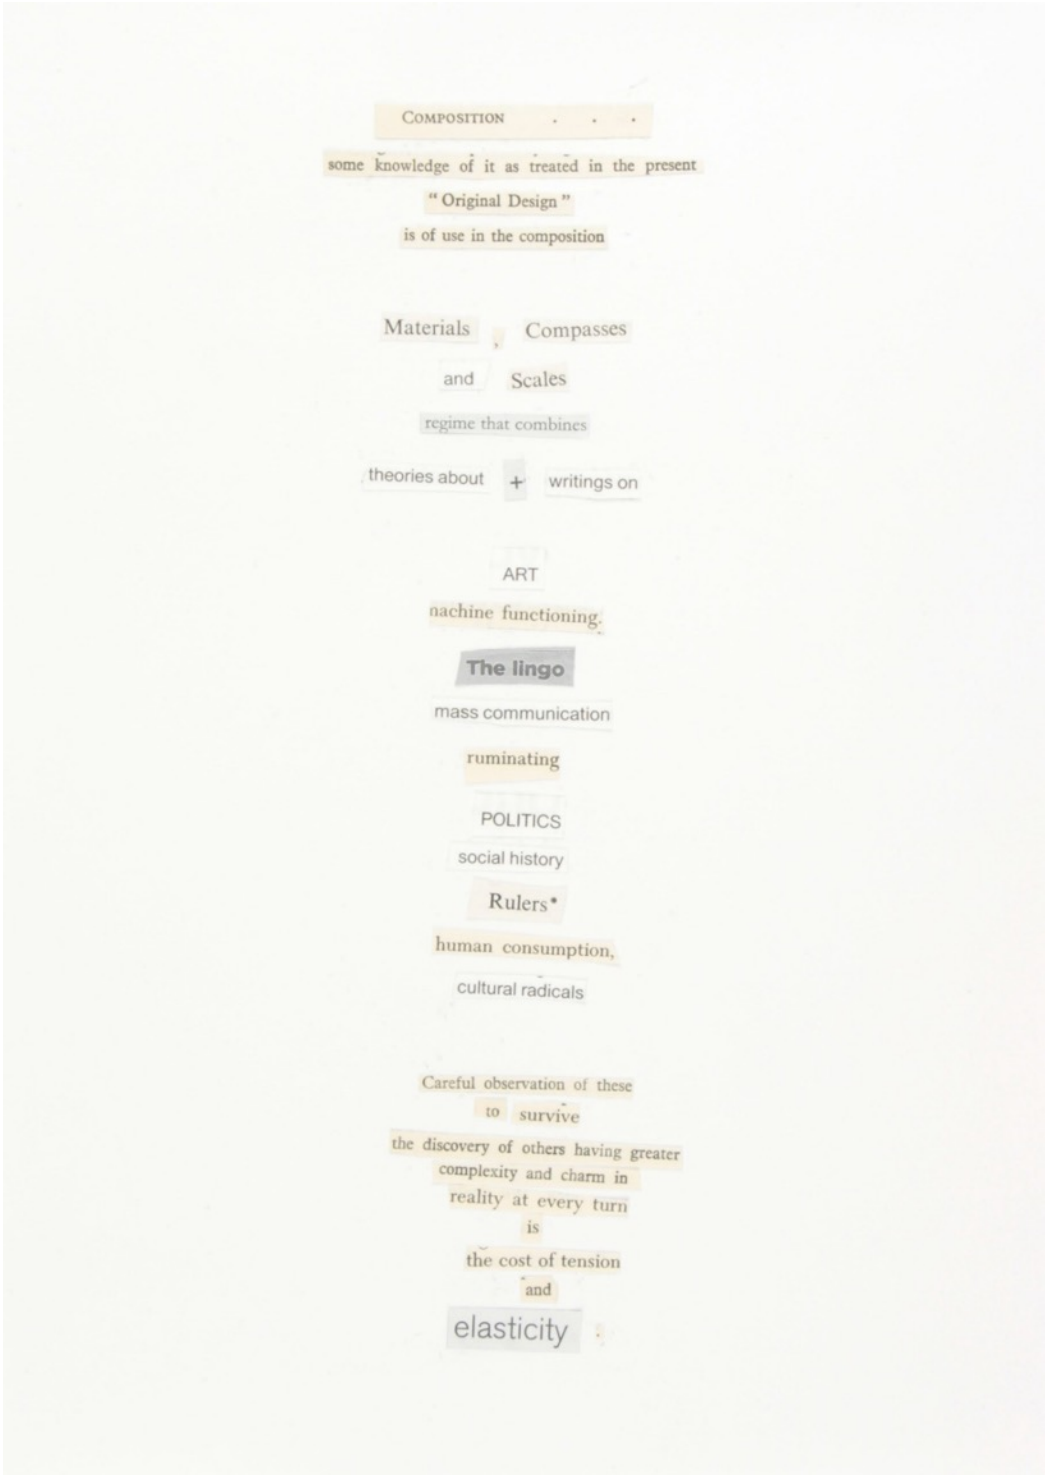 COMPOSITION . . .
some knowledge of it as treated in the present
“Original Design”
is of use in the composition
Materials , Compasses
and Scales
regime that combines
theories about + writings on
ART
nachine functioning.
The lingo
mass communication
ruminating
POLITICS
social history
Rulers*
human consumption,
cultural radicals
Careful observation of these
to survive
the discovery of others having greater
complexity and charm in
reality at every turn
is
the cost of tension
and
elasticity .